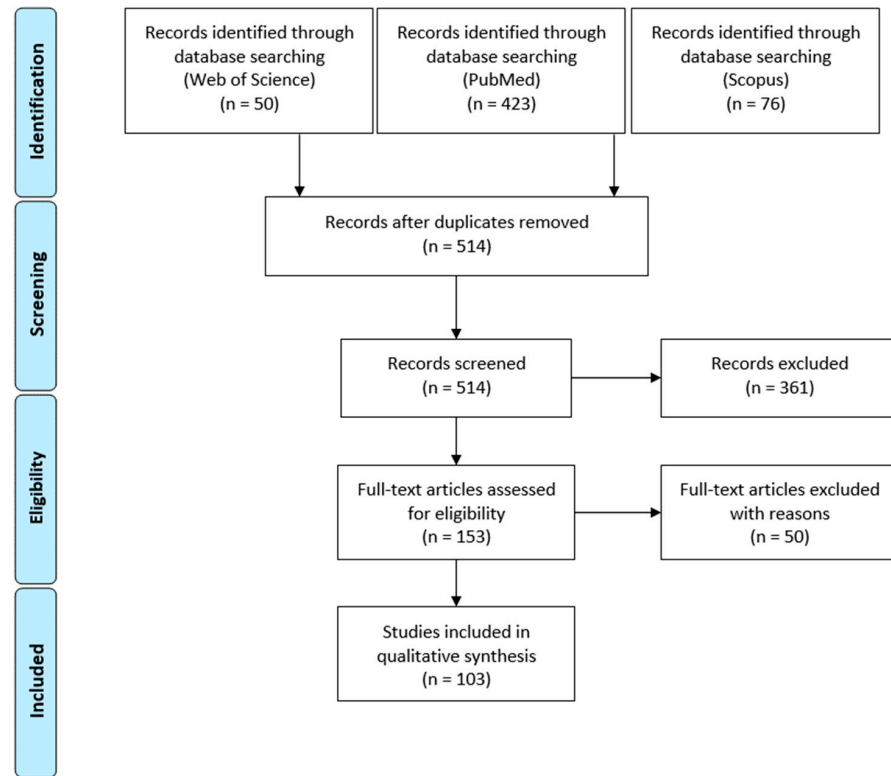 Identification
Records identified through
database searching
(Web of Science)
(n = 50)
Records identified through
database searching
(PubMed)
(n = 423)
Records identified through
database searching
(Scopus)
(n = 76)
Screening
Records after duplicates removed
(n = 514)
Records screened
(n = 514)
Records excluded
(n = 361)
Eligibility
Full-text articles assessed
for eligibility
(n = 153)
Full-text articles excluded
with reasons
(n = 50)
Included
Studies included in
qualitative synthesis
(n = 103)